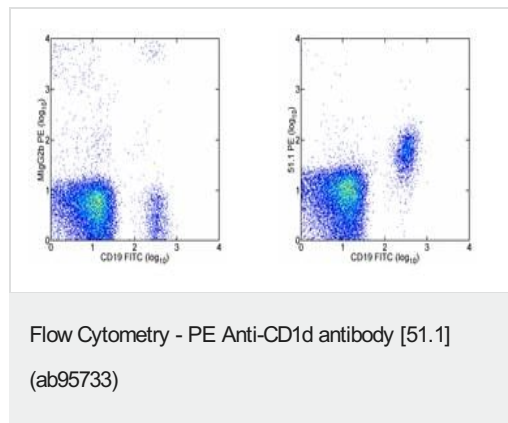 4
3
2
1
0
MIgG2b PE (log10)
0 1 2 3 4
CD19 FITC (log10)
4
3
2
1
0
51.1 PE (log10)
0 1 2 3 4
CD19 FITC (log10)
Flow Cytometry - PE Anti-CD1d antibody [51.1]
(ab95733)